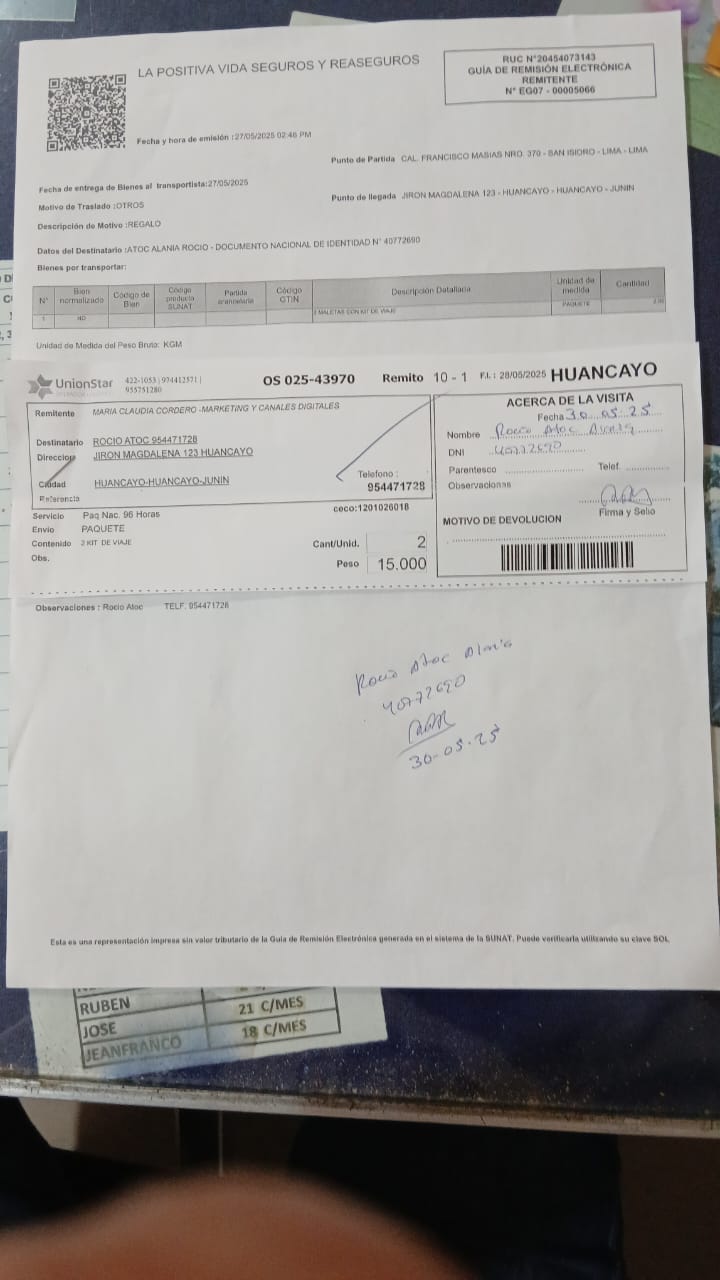 LA POSITIVA VIDA SEGUROS Y REASEGUROS
RUC N°20454073143
GUÍA DE REMISIÓN ELECTRÓNICA
REMITENTE
N° EG07 - 00005066
Fecha y hora de emisión :27/05/2025 02:46 PM
Punto de Partida CAL. FRANCISCO MASIAS NRO. 370 - SAN ISIDRO - LIMA - LIMA
Fecha de entrega de Bienes al transportista:27/05/2025
Punto de llegada JIRON MAGDALENA 123 - HUANCAYO - HUANCAYO - JUNIN
Motivo de Traslado :OTROS
Descripción de Motivo :REGALO
Datos del Destinatario :ATOC ALANIA ROCIO - DOCUMENTO NACIONAL DE IDENTIDAD N° 40772690
Bienes por transportar:
N° Bien normalizado Código de Bien Código producto SUNAT Partida arancelaria Código GTIN Descripción Detallada Unidad de medida Cantidad
1 NO 2 MALETAS CON KIT DE VIAJE PAQUETE
Unidad de Medida del Peso Bruto: KGM
UnionStar 422-1053 | 974412571 |
955751280
OS 025-43970 Remito 10 - 1 F.I.: 28/05/2025 HUANCAYO
Remitente MARIA CLAUDIA CORDERO -MARKETING Y CANALES DIGITALES
Destinatario ROCIO ATOC 954471728
Direccion JIRON MAGDALENA 123 HUANCAYO
Ciudad HUANCAYO-HUANCAYO-JUNIN
Telefono :
954471728
Referencia
ceco:1201026018
Servicio Paq Nac. 96 Horas
Envio PAQUETE
Contenido 2 KIT DE VIAJE
Obs.
Cant/Unid. 2
Peso 15.000
ACERCA DE LA VISITA
Fecha 30.05.25
Nombre Rocio Atoc Alania
DNI 40772690
Parentesco Telef.
Observaciones
Firma y Sello
MOTIVO DE DEVOLUCION
Observaciones : Rocio Atoc TELF. 954471728
Rocio Atoc Alania
40772690
30-05-25
Esta es una representación impresa sin valor tributario de la Guía de Remisión Electrónica generada en el sistema de la SUNAT. Puede verificarla utilizando su clave SOL
RUBEN 21 C/MES
JOSE 18 C/MES
JEANFRANCO